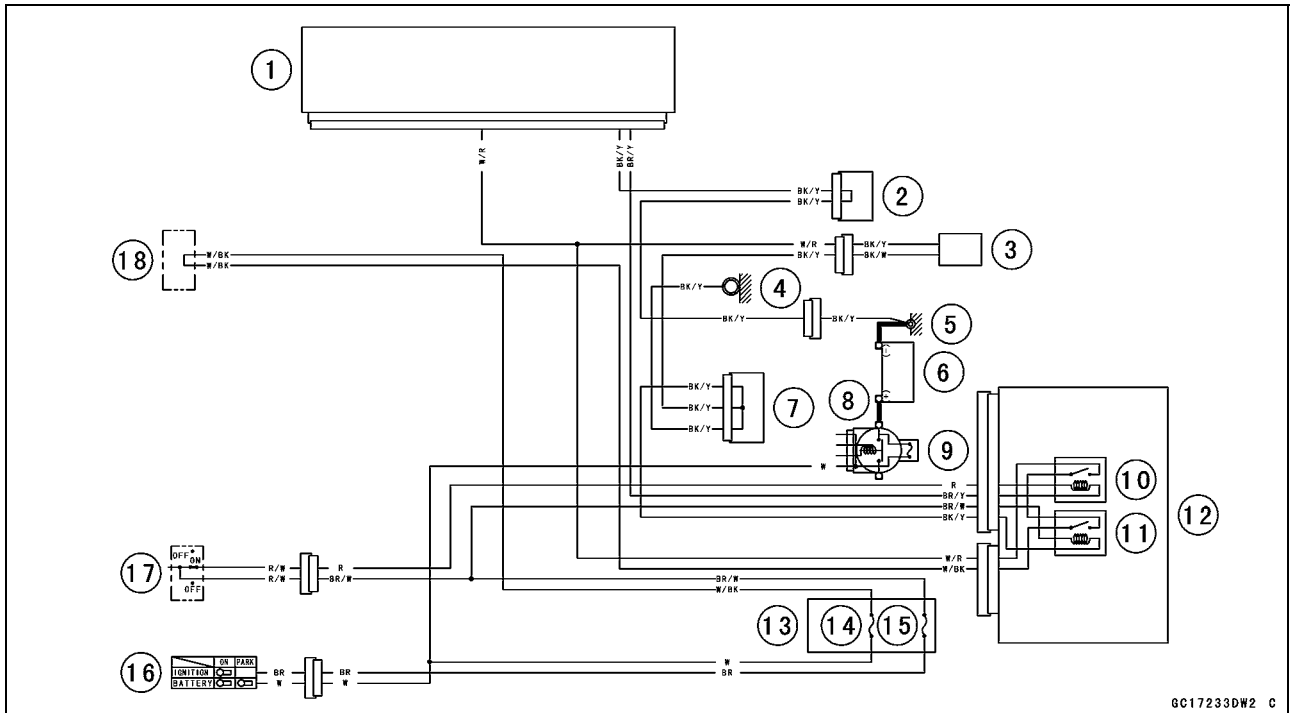 1
W/R
BK/Y
BR/Y
BK/Y
BK/Y
2
W/R
BK/Y
BK/Y
BK/W
3
18
W/BK
W/BK
BK/Y
4
BK/Y
BK/Y
5
(-)
6
(+)
BK/Y
BK/Y
BK/Y
7
8
9
W
R
BR/Y
BR/W
BK/Y
10
11
12
W/R
W/BK
17
OFF
ON
OFF
R/W
R/W
R
BR/W
BR/W
W/BK
13
14
15
16
ON
PARK
IGNITION
BATTERY
BR
W
BR
W
W
BR
GC17233DW2 C